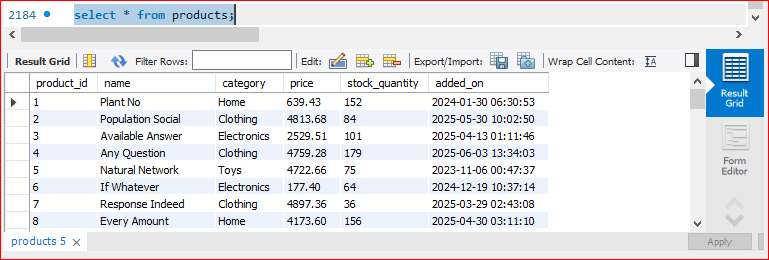 2184 select * from products;
Result Grid Filter Rows: Edit: Export/Import: Wrap Cell Content:
product_id name category price stock_quantity added_on
1 Plant No Home 639.43 152 2024-01-30 06:30:53
2 Population Social Clothing 4813.68 84 2025-05-30 10:02:50
3 Available Answer Electronics 2529.51 101 2025-04-13 01:11:46
4 Any Question Clothing 4759.28 179 2025-06-03 13:34:03
5 Natural Network Toys 4722.66 75 2023-11-06 00:47:37
6 If Whatever Electronics 177.40 64 2024-12-19 10:37:14
7 Response Indeed Clothing 4897.36 36 2025-03-29 02:43:08
8 Every Amount Home 4173.60 156 2025-04-30 03:11:10
Result
Grid
Form
Editor
products 5 Apply